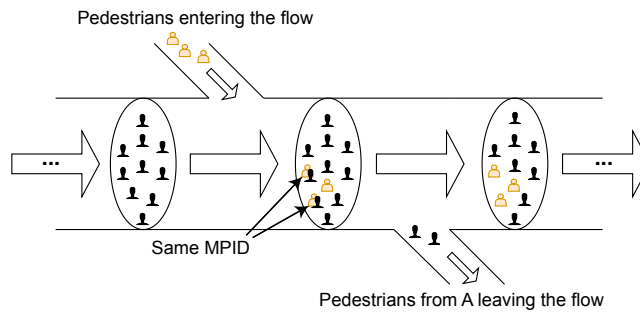 Pedestrians entering the flow
...
...
Same MPID
Pedestrians from A leaving the flow